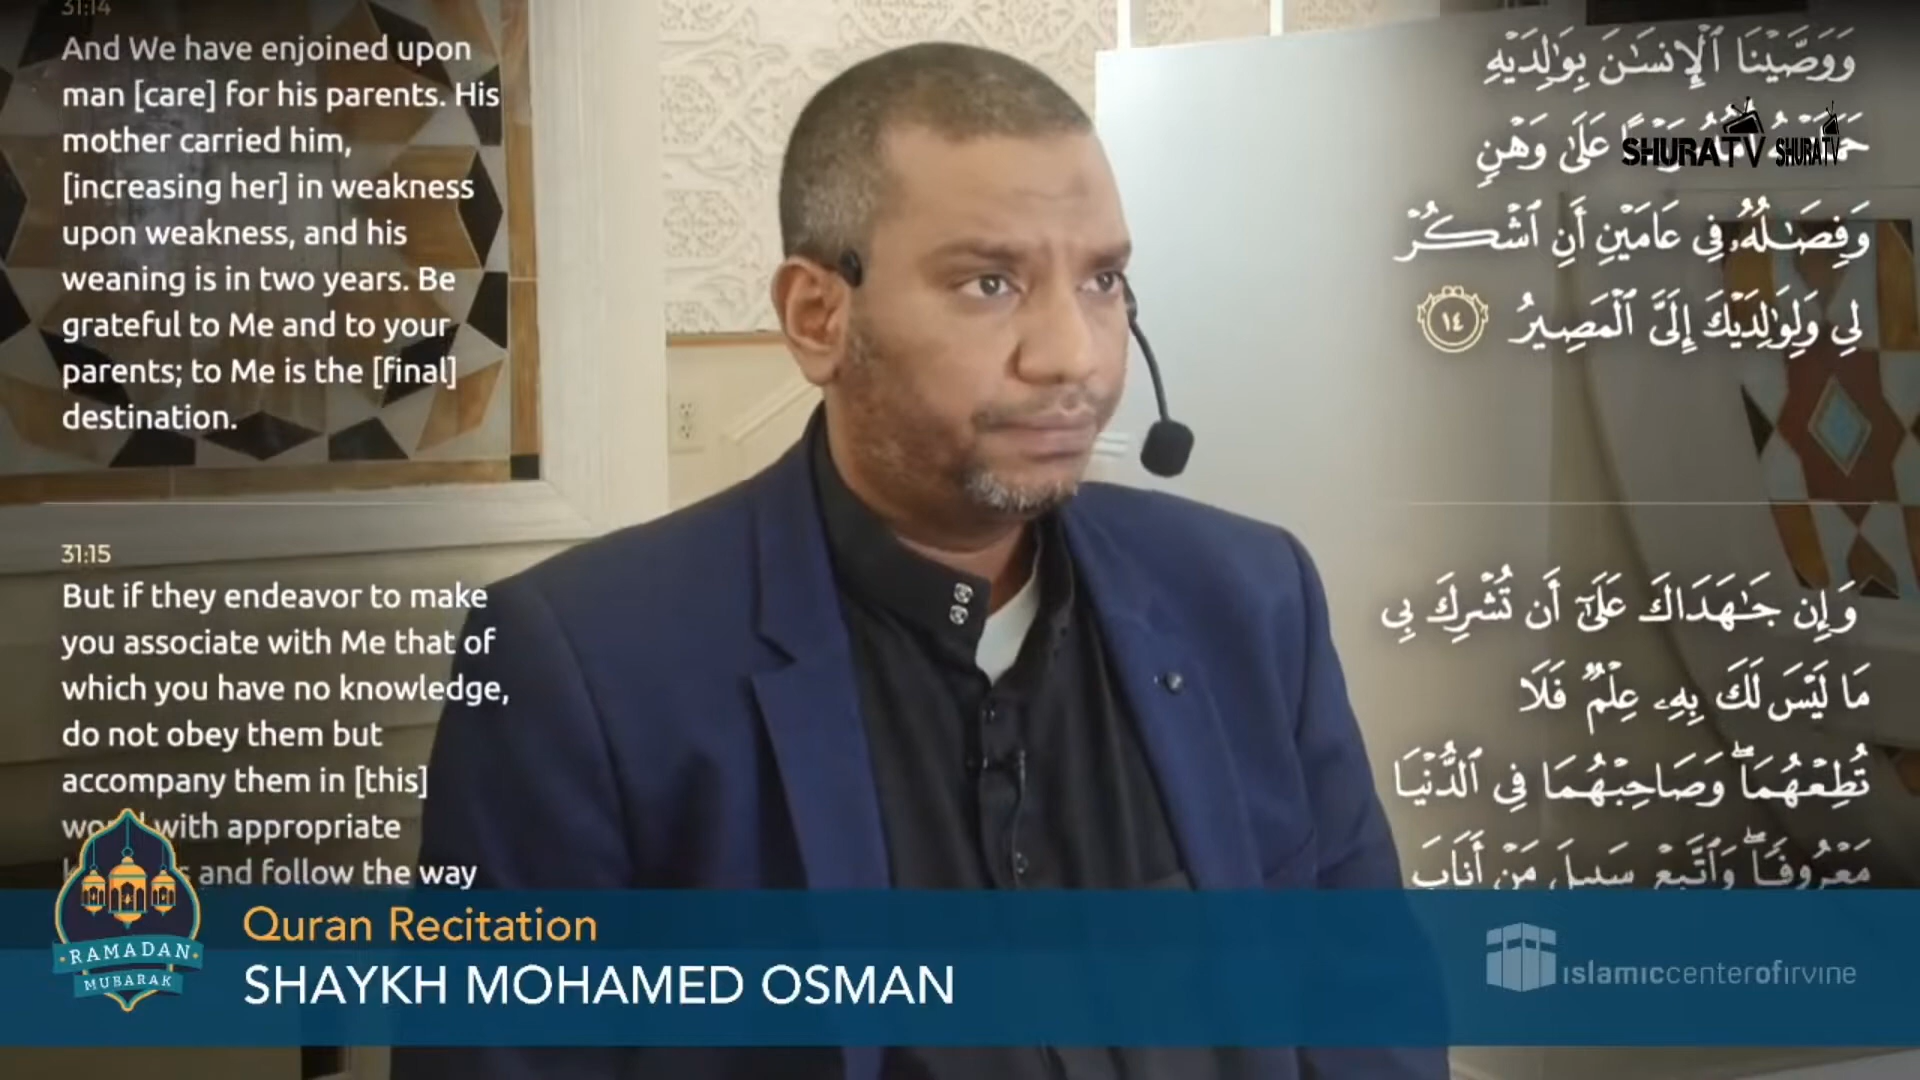 31:14
And We have enjoined upon
man [care] for his parents. His
mother carried him,
[increasing her] in weakness
upon weakness, and his
weaning is in two years. Be
grateful to Me and to your
parents; to Me is the [final]
destination.
وَوَصَّيْنَا ٱلْإِنسَـٰنَ بِوَٰلِدَيْهِ
عَلَىٰ وَهْنٍ
SHURA TV SHURA TV
وَفِصَـٰلُهُۥ فِى عَامَيْنِ أَنِ ٱشْكُرْ
لِى وَلِوَٰلِدَيْكَ إِلَىَّ ٱلْمَصِيرُ ١٤
31:15
But if they endeavor to make
you associate with Me that of
which you have no knowledge,
do not obey them but
accompany them in [this]
with appropriate
and follow the way
وَإِن جَـٰهَدَاكَ عَلَىٰٓ أَن تُشْرِكَ بِى
مَا لَيْسَ لَكَ بِهِۦ عِلْمٌ فَلَا
تُطِعْهُمَا ۖ وَصَاحِبْهُمَا فِى ٱلدُّنْيَا
مَعْرُوفًا ۖ وَٱتَّبِعْ سَبِيلَ مَنْ أَنَابَ
RAMADAN
MUBARAK
Quran Recitation
SHAYKH MOHAMED OSMAN
islamiccenterofirvine